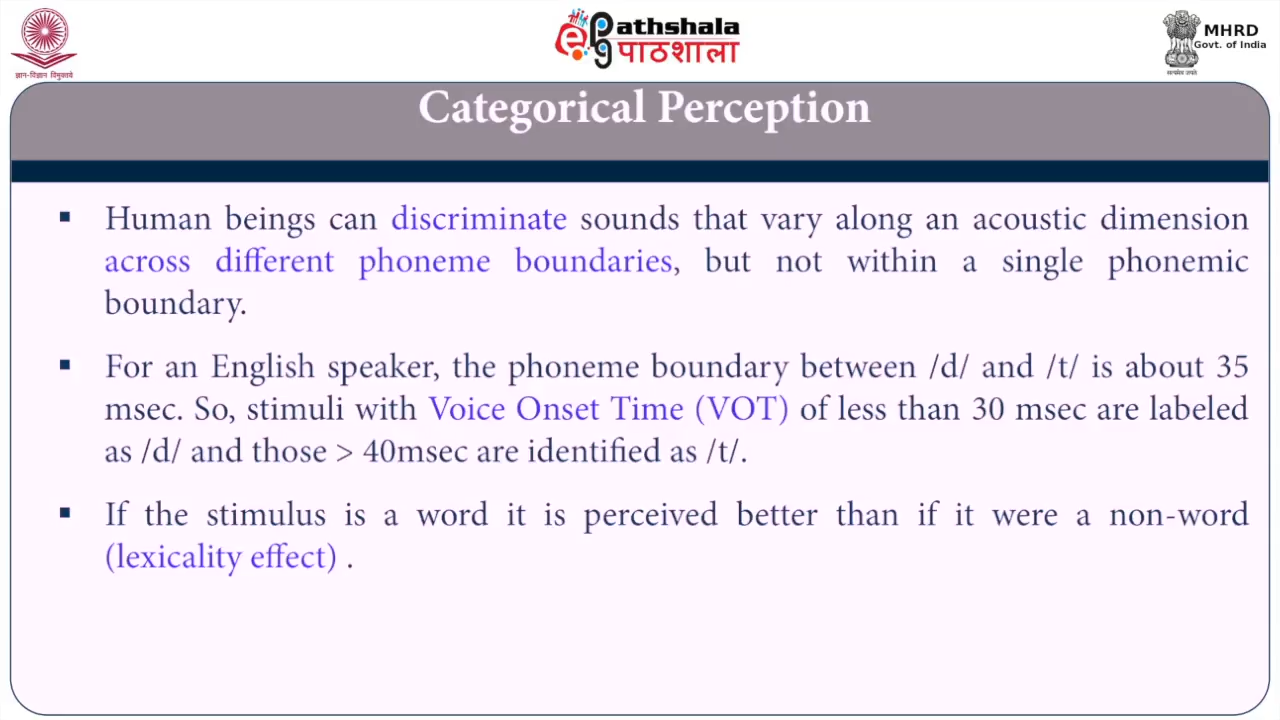 ज्ञान-विज्ञान विमुक्तये
ePathshala
पाठशाला
MHRD
Govt. of India
सत्यमेव जयते
Categorical Perception
▪ Human beings can discriminate sounds that vary along an acoustic dimension
across different phoneme boundaries, but not within a single phonemic
boundary.
▪ For an English speaker, the phoneme boundary between /d/ and /t/ is about 35
msec. So, stimuli with Voice Onset Time (VOT) of less than 30 msec are labeled
as /d/ and those > 40msec are identified as /t/.
▪ If the stimulus is a word it is perceived better than if it were a non-word
(lexicality effect) .